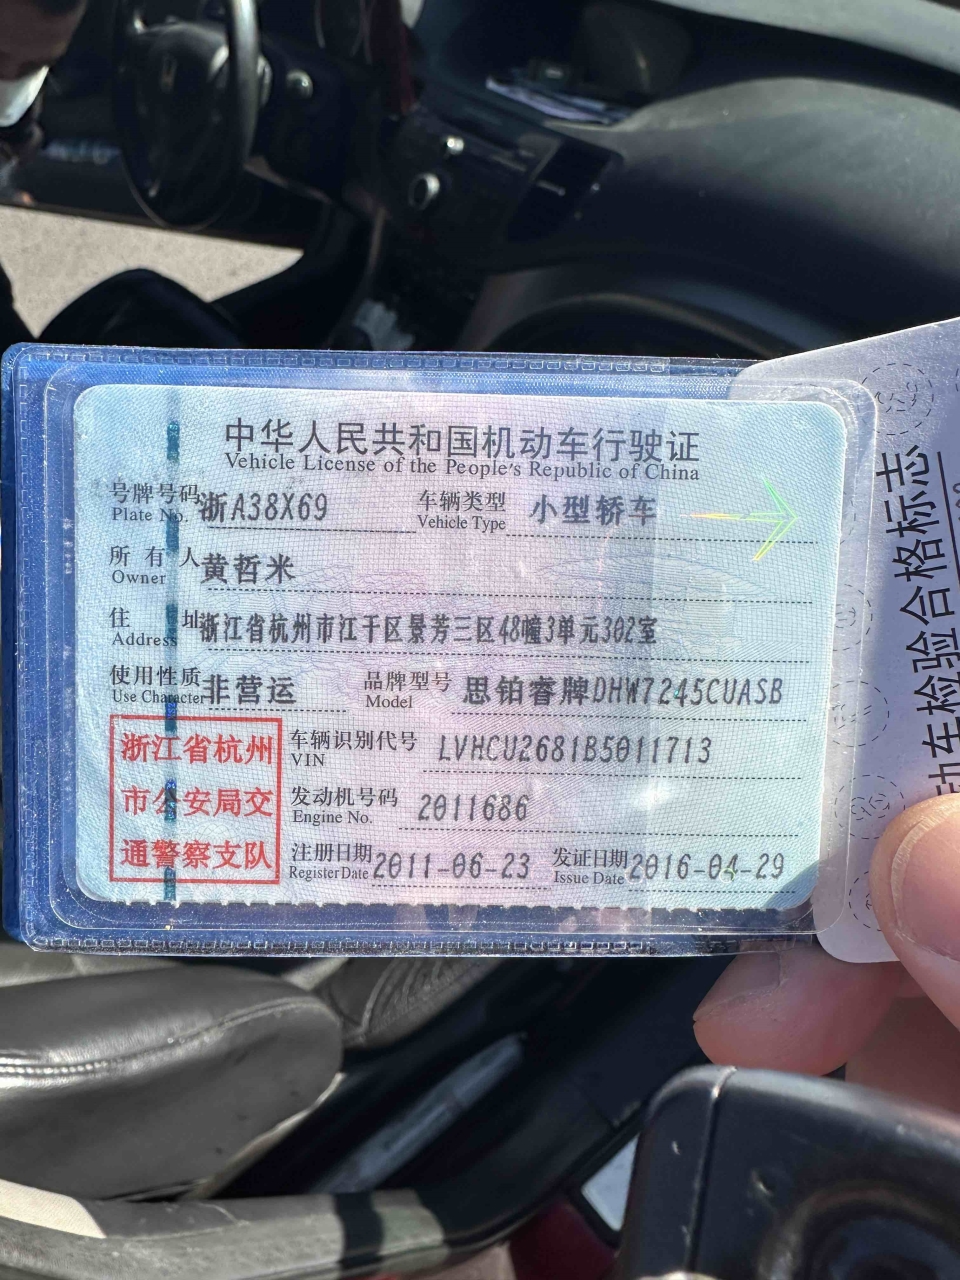 中华人民共和国机动车行驶证
Vehicle License of the People's Republic of China
号牌号码 浙A38X69 车辆类型 小型轿车
Plate No. Vehicle Type
所有人 黄哲米
Owner
住址 浙江省杭州市江干区景芳三区48幢3单元302室
Address
使用性质 非营运 品牌型号 思铂睿牌DHW7245CUASB
Use Character Model
浙江省杭州市公安局交通警察支队
车辆识别代号 LVHCU2681B5011713
VIN
发动机号码 2011686
Engine No.
注册日期 2011-06-23 发证日期 2016-04-29
Register Date Issue Date
动车检验合格标志